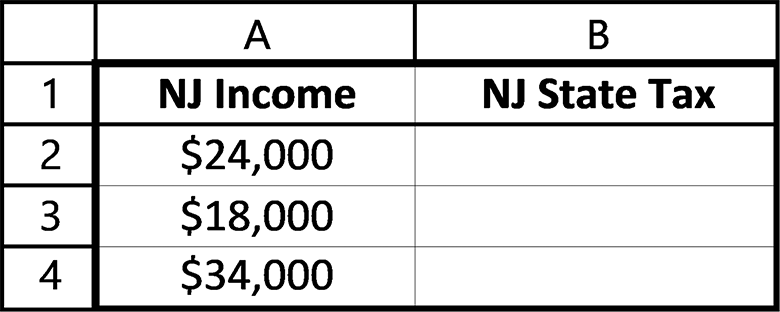 A B
1 NJ Income NJ State Tax
2 $24,000
3 $18,000
4 $34,000